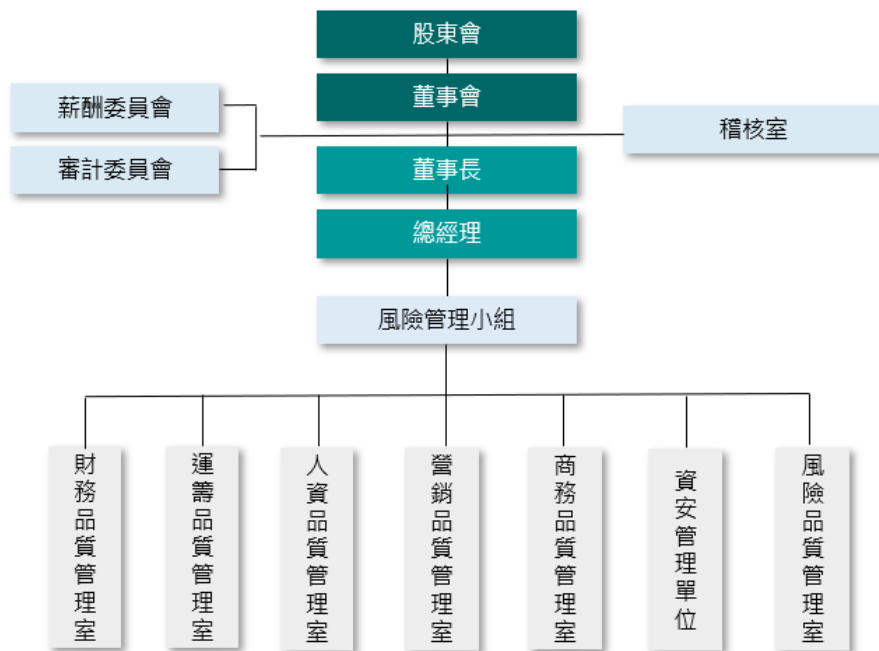 股東會
董事會
薪酬委員會
審計委員會
稽核室
董事長
總經理
風險管理小組
財務品質管理室
運籌品質管理室
人資品質管理室
營銷品質管理室
商務品質管理室
資安管理單位
風險品質管理室